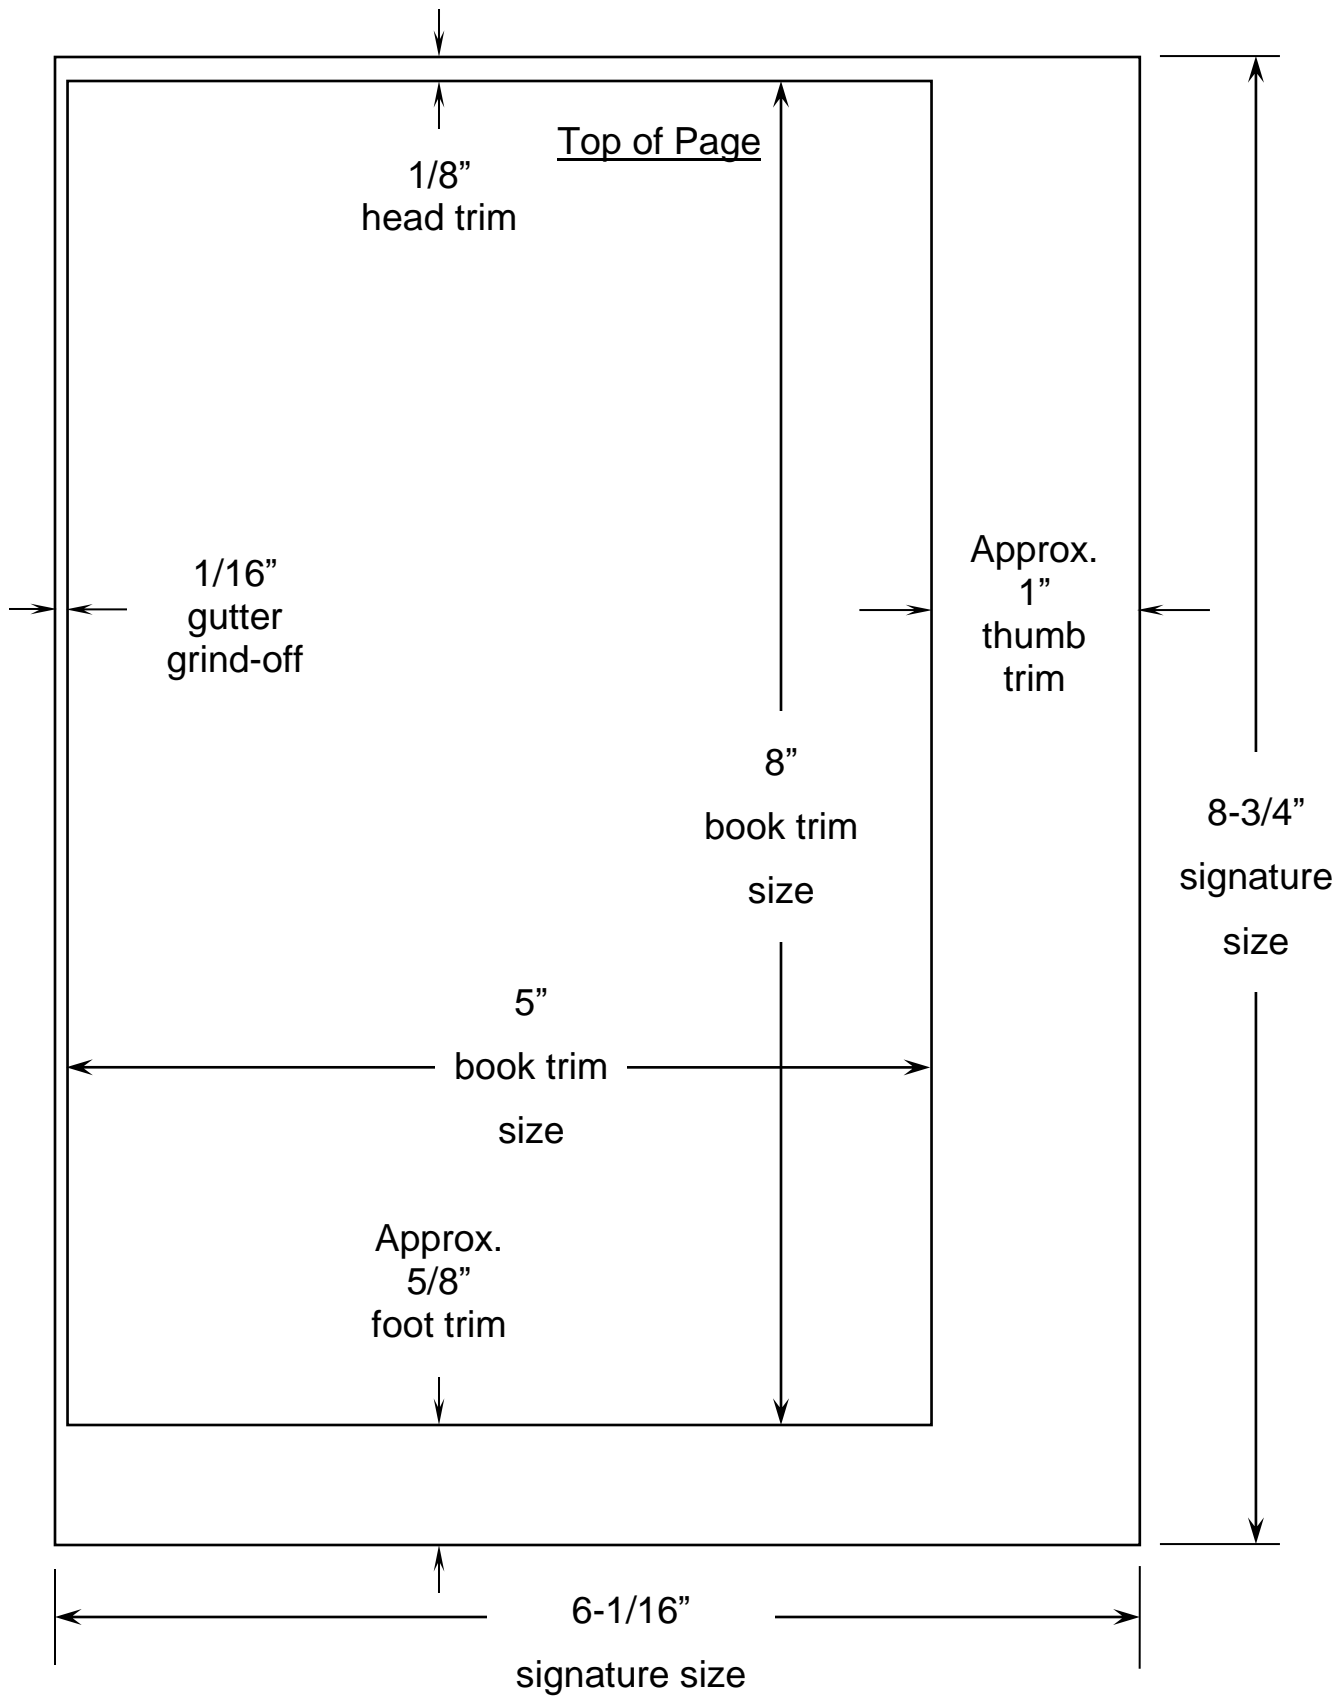 Top of Page
1/8”
head trim
1/16”
gutter
grind-off
Approx.
1”
thumb
trim
8”
book trim
size
8-3/4”
signature
size
5”
book trim
size
Approx.
5/8”
foot trim
6-1/16”
signature size